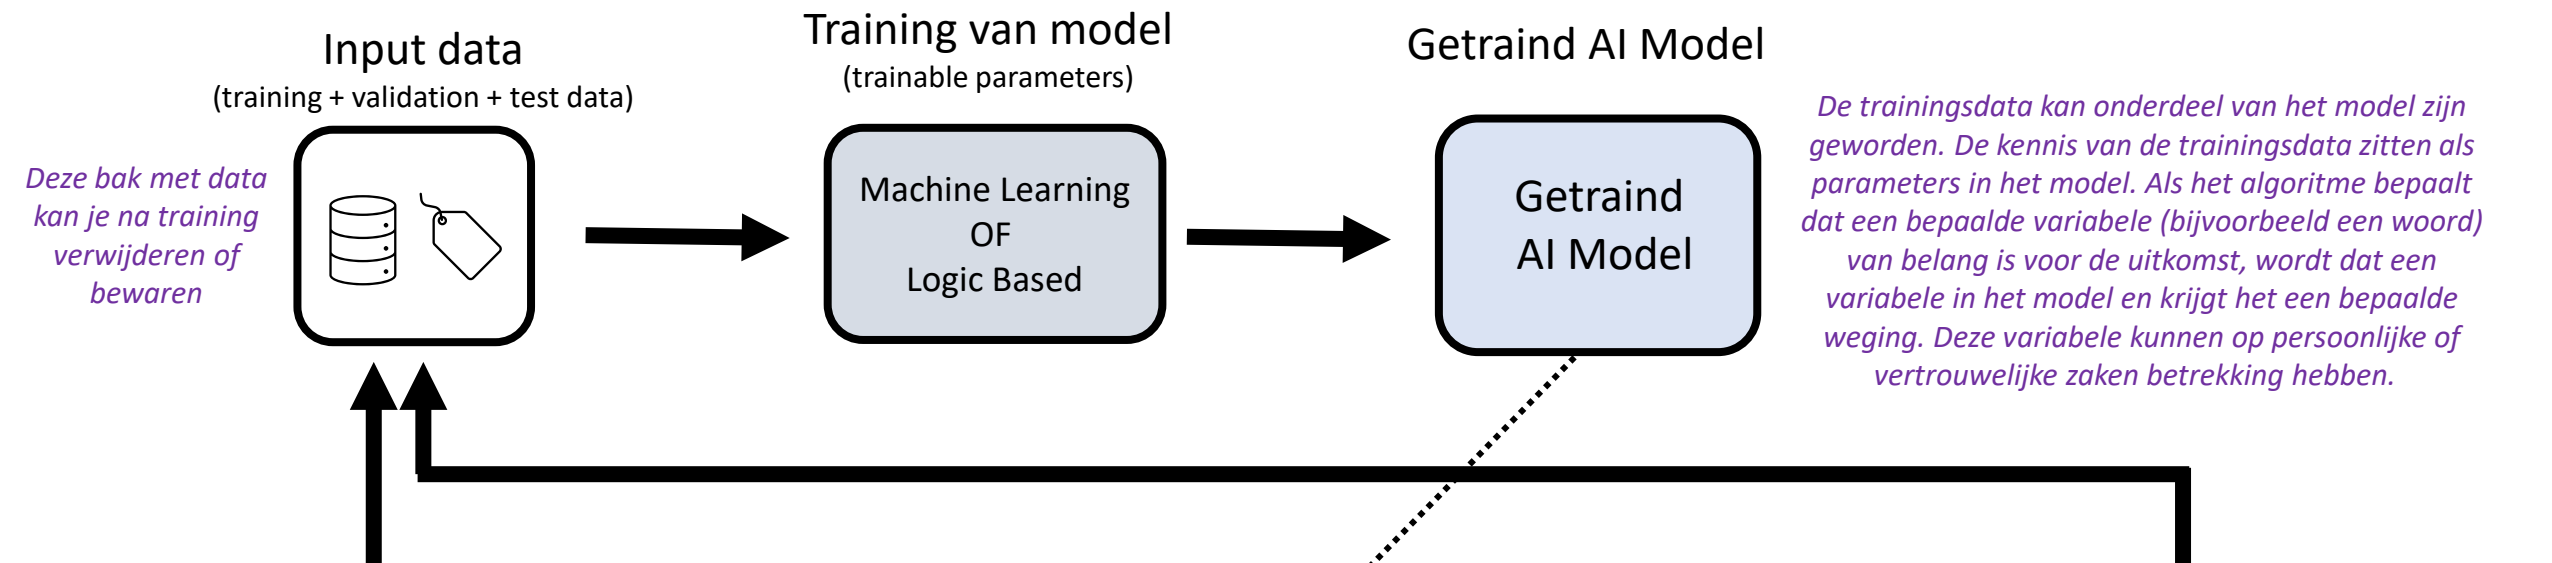 Input data
(training + validation + test data)
Deze bak met data
kan je na training
verwijderen of
bewaren
Training van model
(trainable parameters)
Machine Learning
OF
Logic Based
Getraind AI Model
Getraind
AI Model
De trainingsdata kan onderdeel van het model zijn
geworden. De kennis van de trainingsdata zitten als
parameters in het model. Als het algoritme bepaalt
dat een bepaalde variabele (bijvoorbeeld een woord)
van belang is voor de uitkomst, wordt dat een
variabele in het model en krijgt het een bepaalde
weging. Deze variabele kunnen op persoonlijke of
vertrouwelijke zaken betrekking hebben.